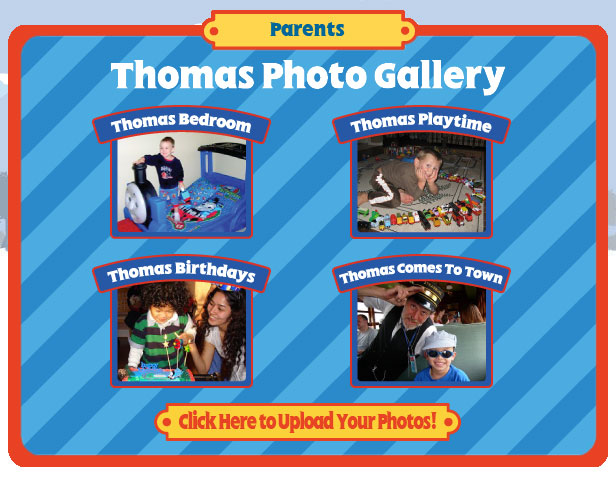 Parents
Thomas Photo Gallery
Thomas Bedroom
Thomas Playtime
Thomas Birthdays
Thomas Comes To Town
Click Here to Upload Your Photos!